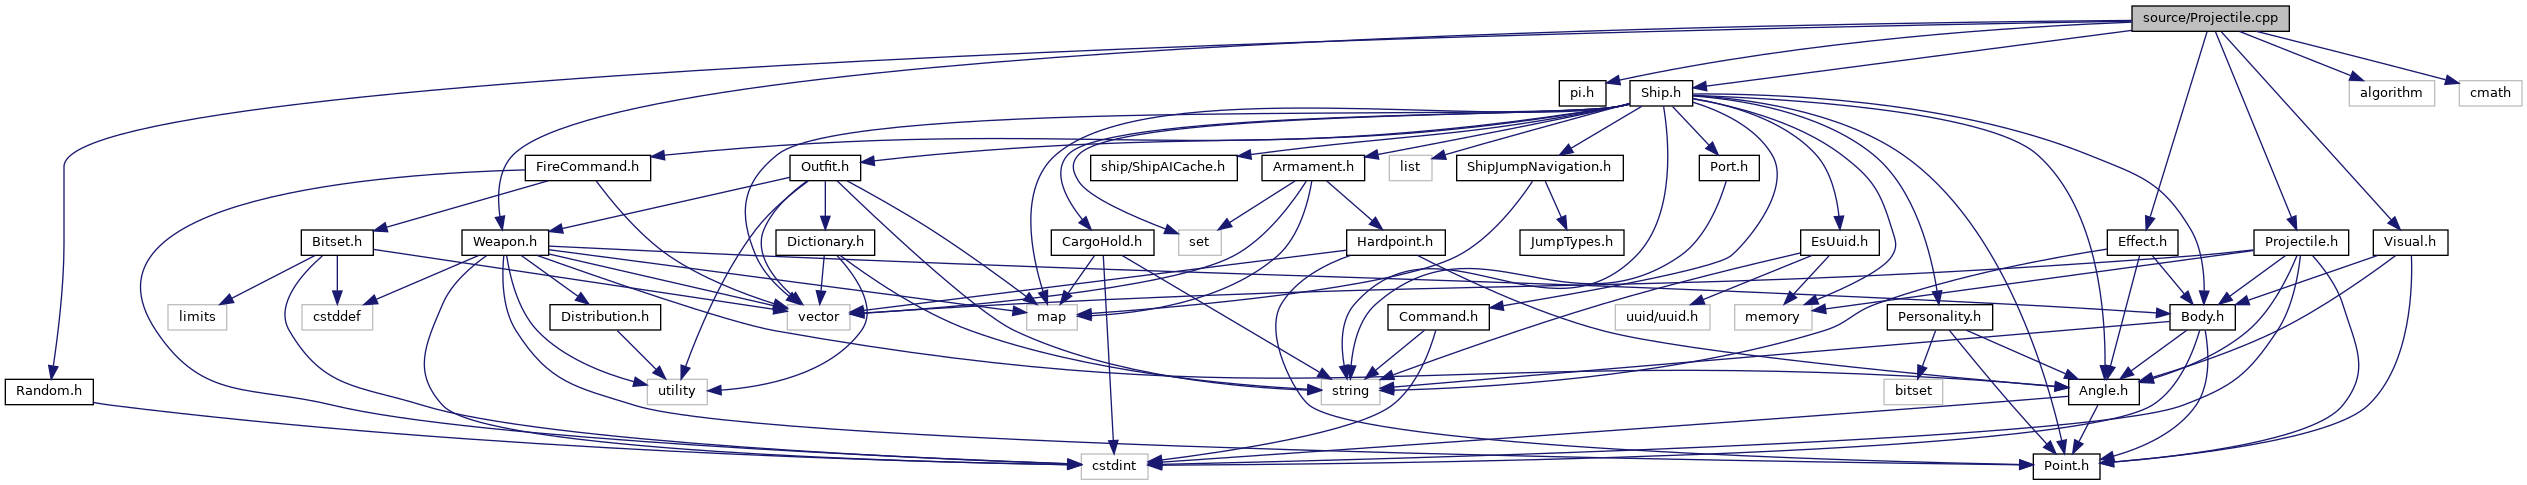 source/Projectile.cpp
pi.h
Ship.h
algorithm
cmath
FireCommand.h
Outfit.h
ship/ShipAICache.h
Armament.h
list
ShipJumpNavigation.h
Port.h
Bitset.h
Weapon.h
Dictionary.h
CargoHold.h
set
Hardpoint.h
JumpTypes.h
EsUuid.h
Effect.h
Projectile.h
Visual.h
limits
cstddef
Distribution.h
vector
map
Command.h
uuid/uuid.h
memory
Personality.h
Body.h
Random.h
utility
string
bitset
Angle.h
cstdint
Point.h